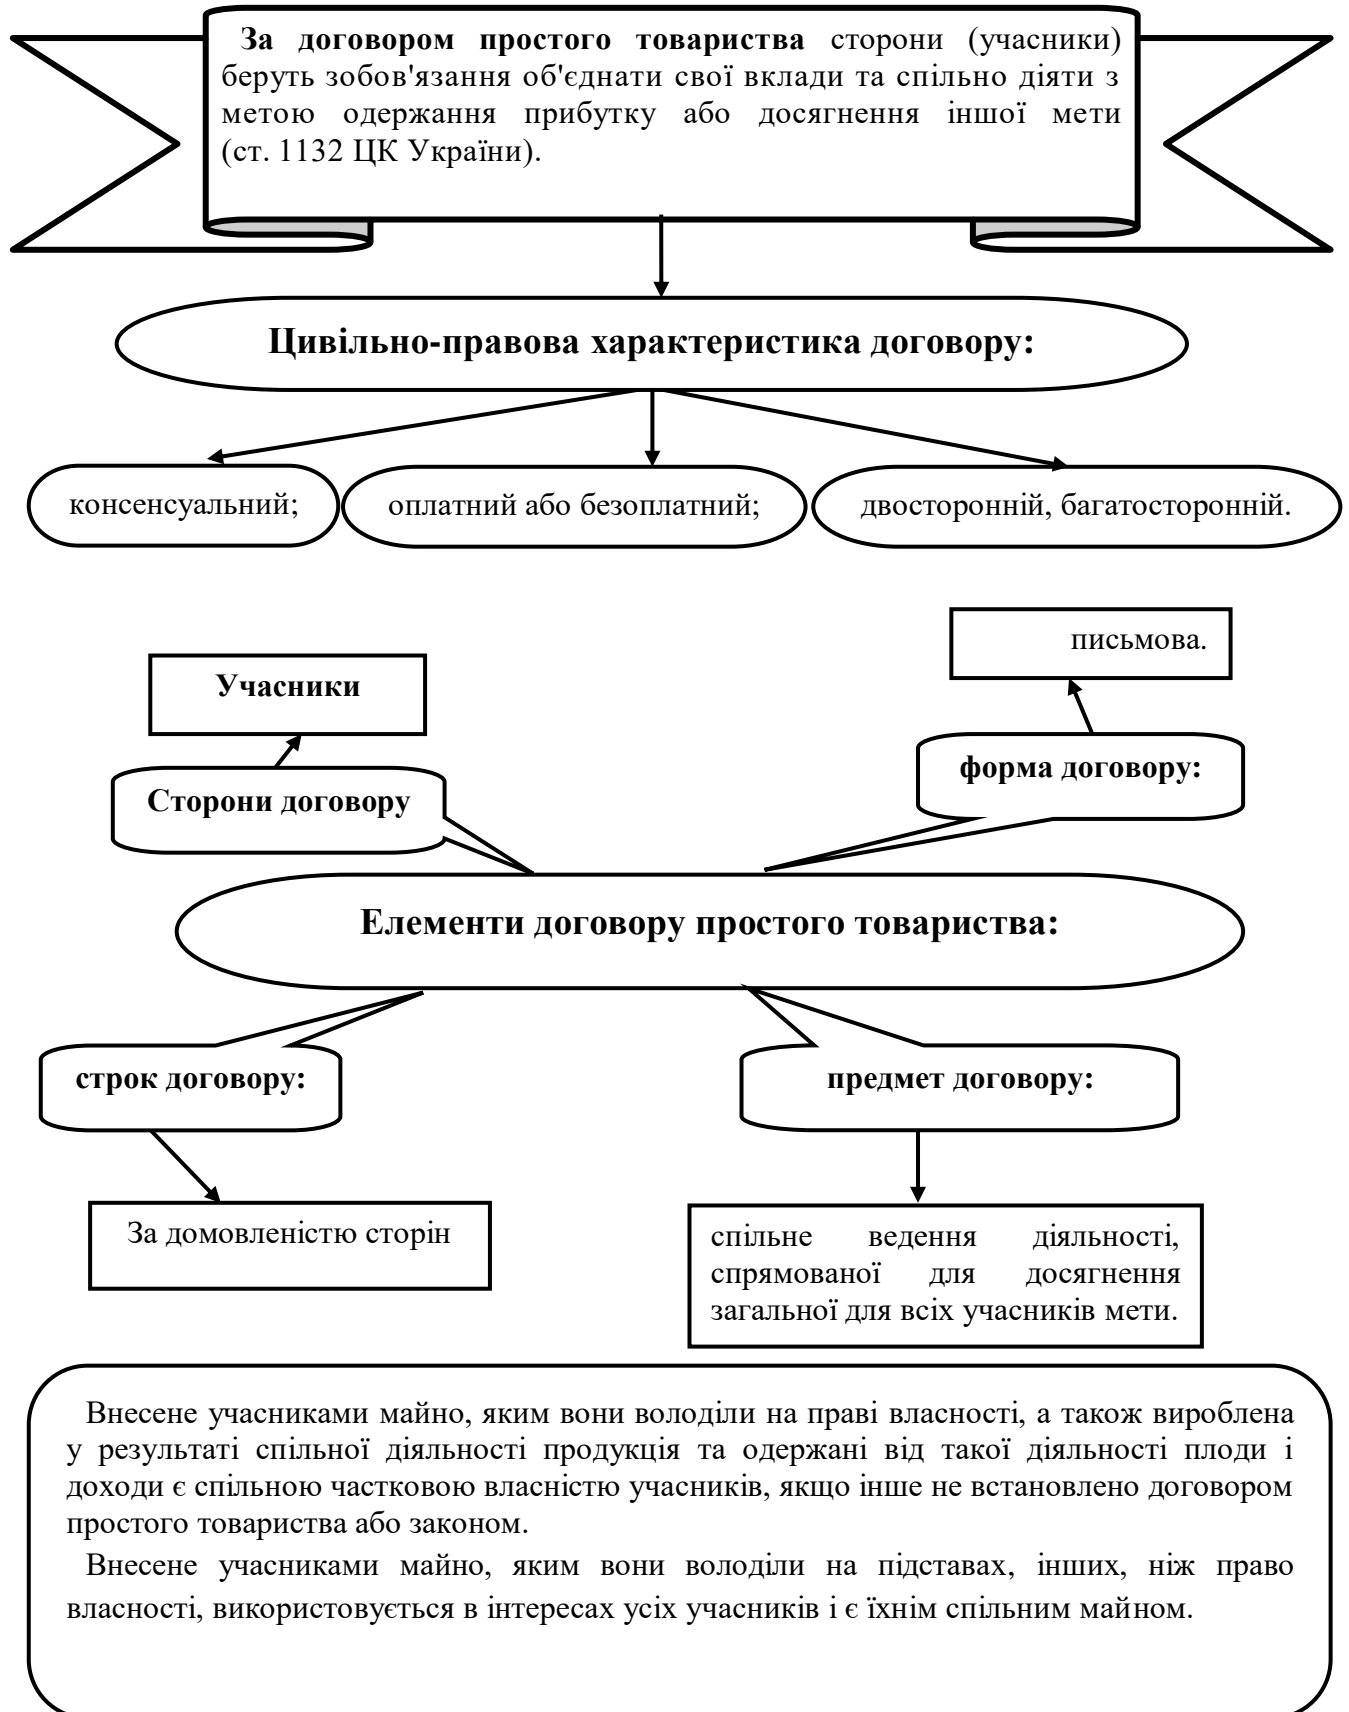 За договором простого товариства сторони (учасники)
беруть зобов'язання об'єднати свої вклади та спільно діяти з
метою одержання прибутку або досягнення іншої мети
(ст. 1132 ЦК України).
Цивільно-правова характеристика договору:
консенсуальний;
оплатний або безоплатний;
двосторонній, багатосторонній.
письмова.
Учасники
форма договору:
Сторони договору
Елементи договору простого товариства:
строк договору:
предмет договору:
За домовленістю сторін
спільне ведення діяльності,
спрямованої для досягнення
загальної для всіх учасників мети.
Внесене учасниками майно, яким вони володіли на праві власності, а також вироблена
у результаті спільної діяльності продукція та одержані від такої діяльності плоди і
доходи є спільною частковою власністю учасників, якщо інше не встановлено договором
простого товариства або законом.
Внесене учасниками майно, яким вони володіли на підставах, інших, ніж право
власності, використовується в інтересах усіх учасників і є їхнім спільним майном.